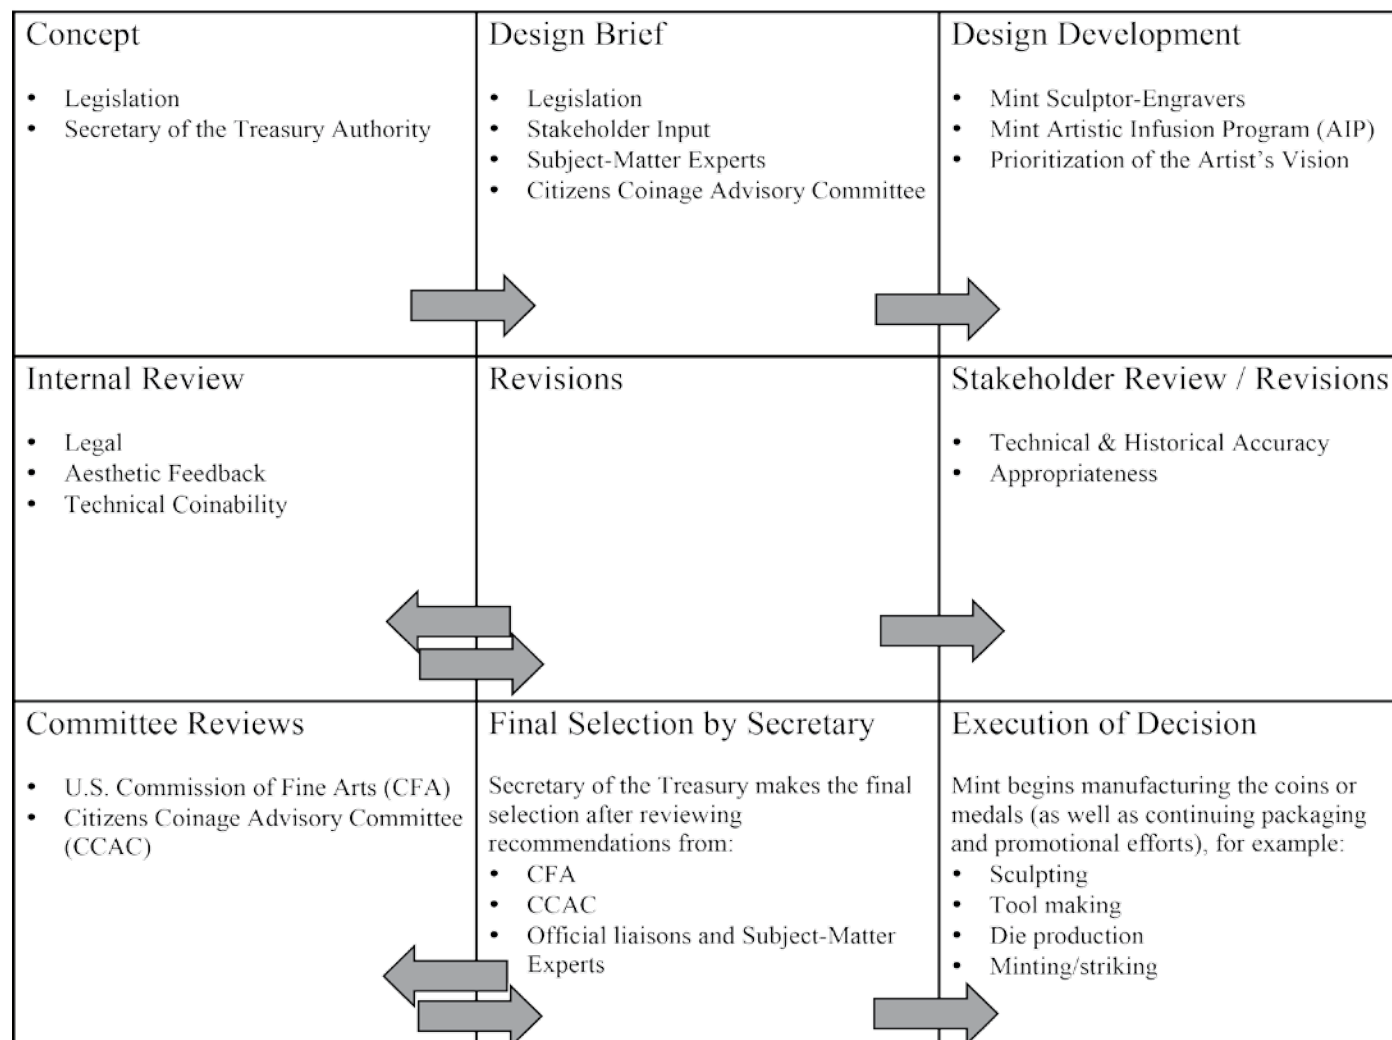 Concept
• Legislation
• Secretary of the Treasury Authority
Design Brief
• Legislation
• Stakeholder Input
• Subject-Matter Experts
• Citizens Coinage Advisory Committee
Design Development
• Mint Sculptor-Engravers
• Mint Artistic Infusion Program (AIP)
• Prioritization of the Artist's Vision
Internal Review
• Legal
• Aesthetic Feedback
• Technical Coinability
Revisions
Stakeholder Review / Revisions
• Technical & Historical Accuracy
• Appropriateness
Committee Reviews
• U.S. Commission of Fine Arts (CFA)
• Citizens Coinage Advisory Committee
(CCAC)
Final Selection by Secretary
Secretary of the Treasury makes the final
selection after reviewing
recommendations from:
• CFA
• CCAC
• Official liaisons and Subject-Matter
Experts
Execution of Decision
Mint begins manufacturing the coins or
medals (as well as continuing packaging
and promotional efforts), for example:
• Sculpting
• Tool making
• Die production
• Minting/striking